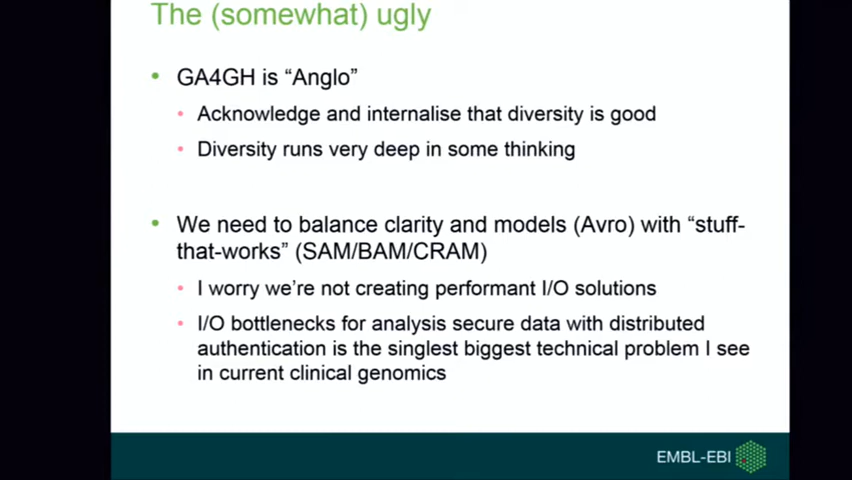 The (somewhat) ugly
GA4GH is “Anglo”
Acknowledge and internalise that diversity is good
Diversity runs very deep in some thinking
We need to balance clarity and models (Avro) with “stuff-
that-works” (SAM/BAM/CRAM)
I worry we’re not creating performant I/O solutions
I/O bottlenecks for analysis secure data with distributed
authentication is the singlest biggest technical problem I see
in current clinical genomics
EMBL-EBI